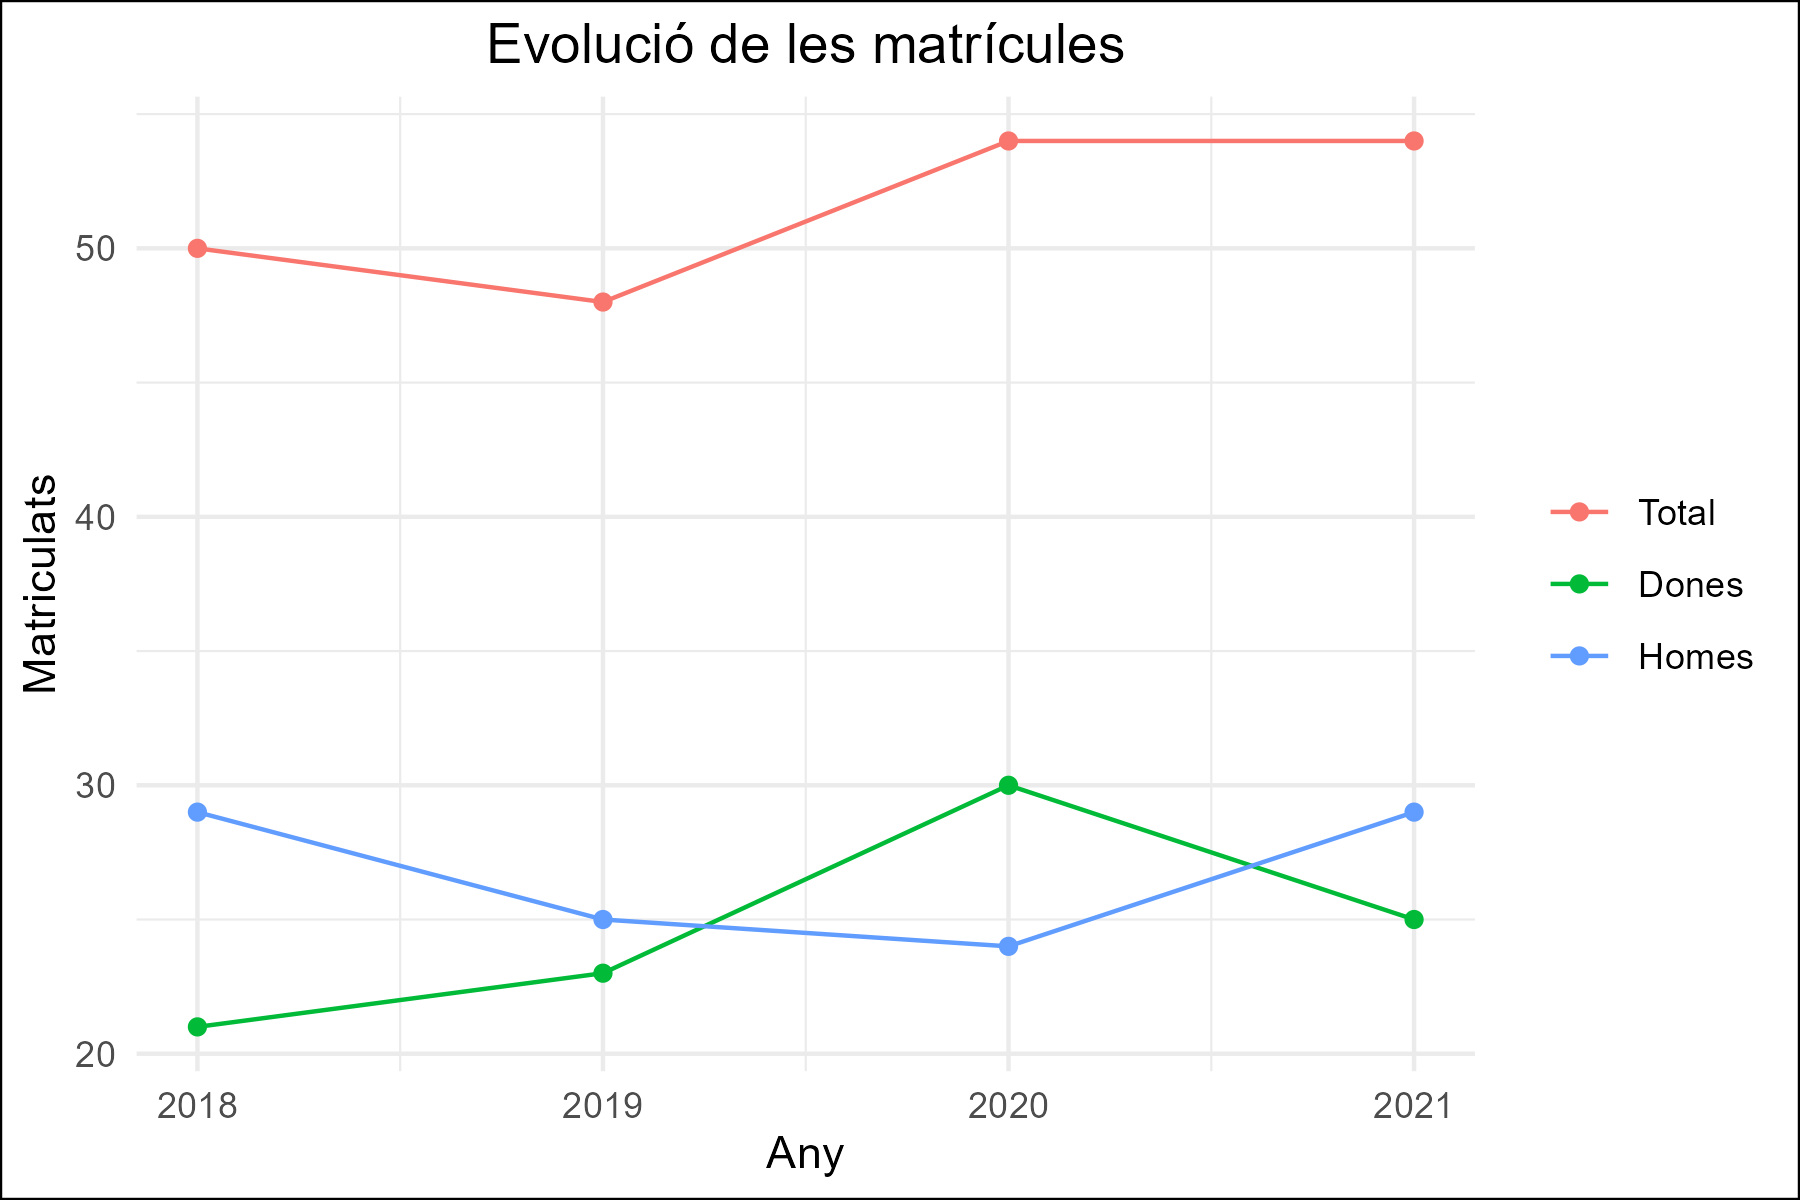 Evolució de les matrícules
Matriculats
50
40
30
20
2018 2019 2020 2021
Any
Total
Dones
Homes